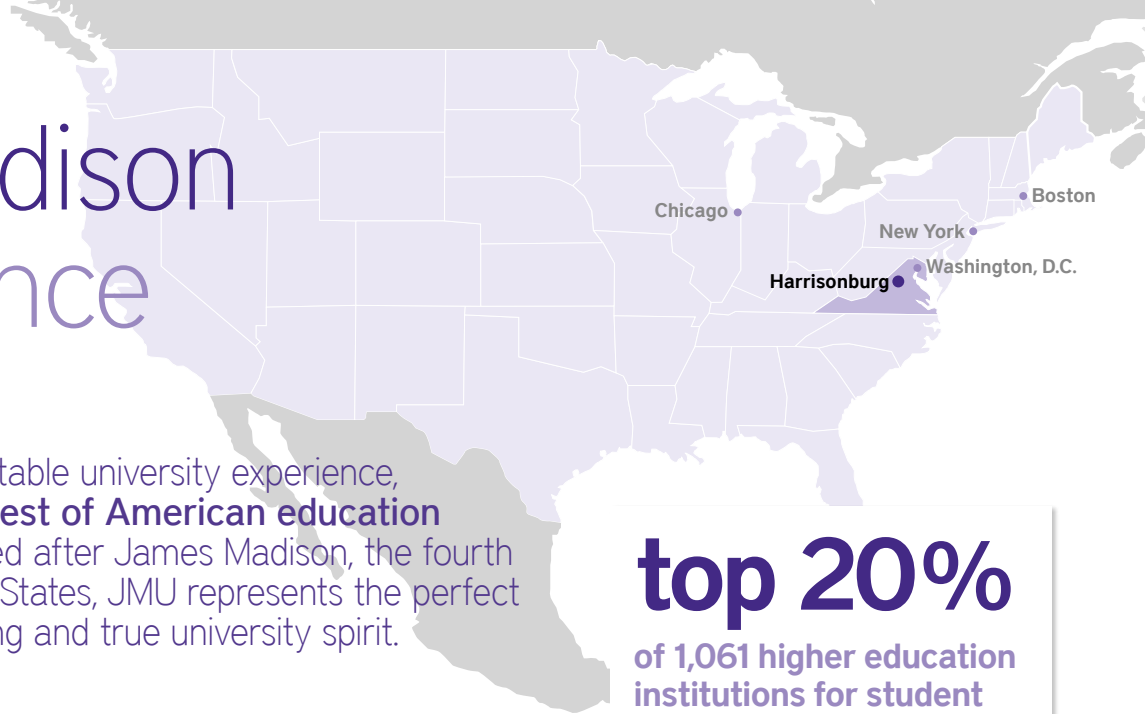 dison
nce
Chicago
Boston
New York
Washington, D.C.
Harrisonburg
table university experience,
est of American education
ed after James Madison, the fourth
States, JMU represents the perfect
ng and true university spirit.
top 20%
of 1,061 higher education
institutions for student